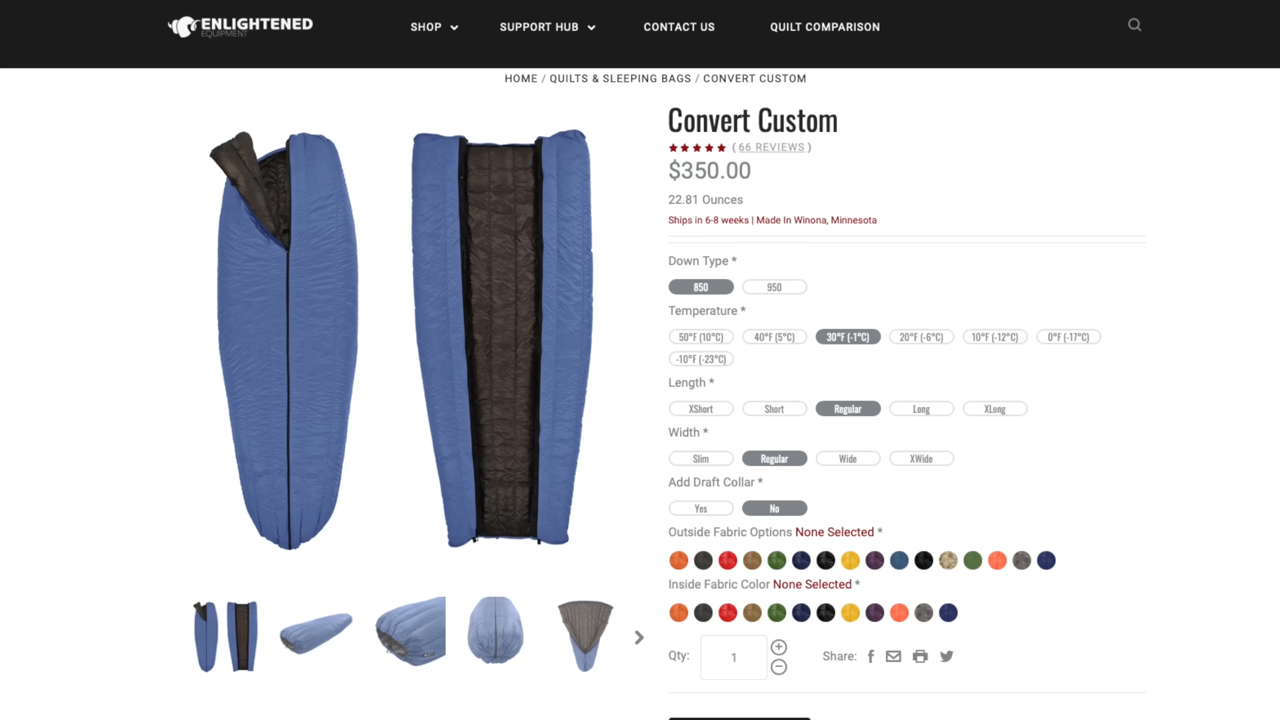 ENLIGHTENED
EQUIPMENT
SHOP
SUPPORT HUB
CONTACT US
QUILT COMPARISON
HOME / QUILTS & SLEEPING BAGS / CONVERT CUSTOM
Convert Custom
( 66 REVIEWS )
$350.00
22.81 Ounces
Ships in 6-8 weeks | Made In Winona, Minnesota
Down Type *
850 950
Temperature *
50°F (10°C) 40°F (5°C) 30°F (-1°C) 20°F (-6°C) 10°F (-12°C) 0°F (-17°C)
-10°F (-23°C)
Length *
XShort Short Regular Long XLong
Width *
Slim Regular Wide XWide
Add Draft Collar *
Yes No
Outside Fabric Options None Selected *
Inside Fabric Color None Selected *
Qty: 1 Share: